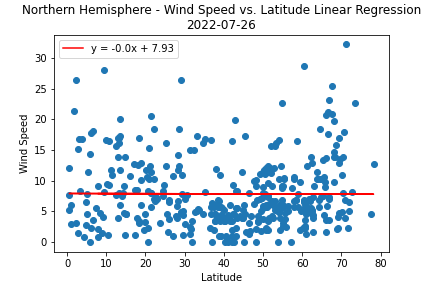 Northern Hemisphere - Wind Speed vs. Latitude Linear Regression
2022-07-26
y = -0.0x + 7.93
30
25
20
15
10
5
0
Wind Speed
0 10 20 30 40 50 60 70 80
Latitude